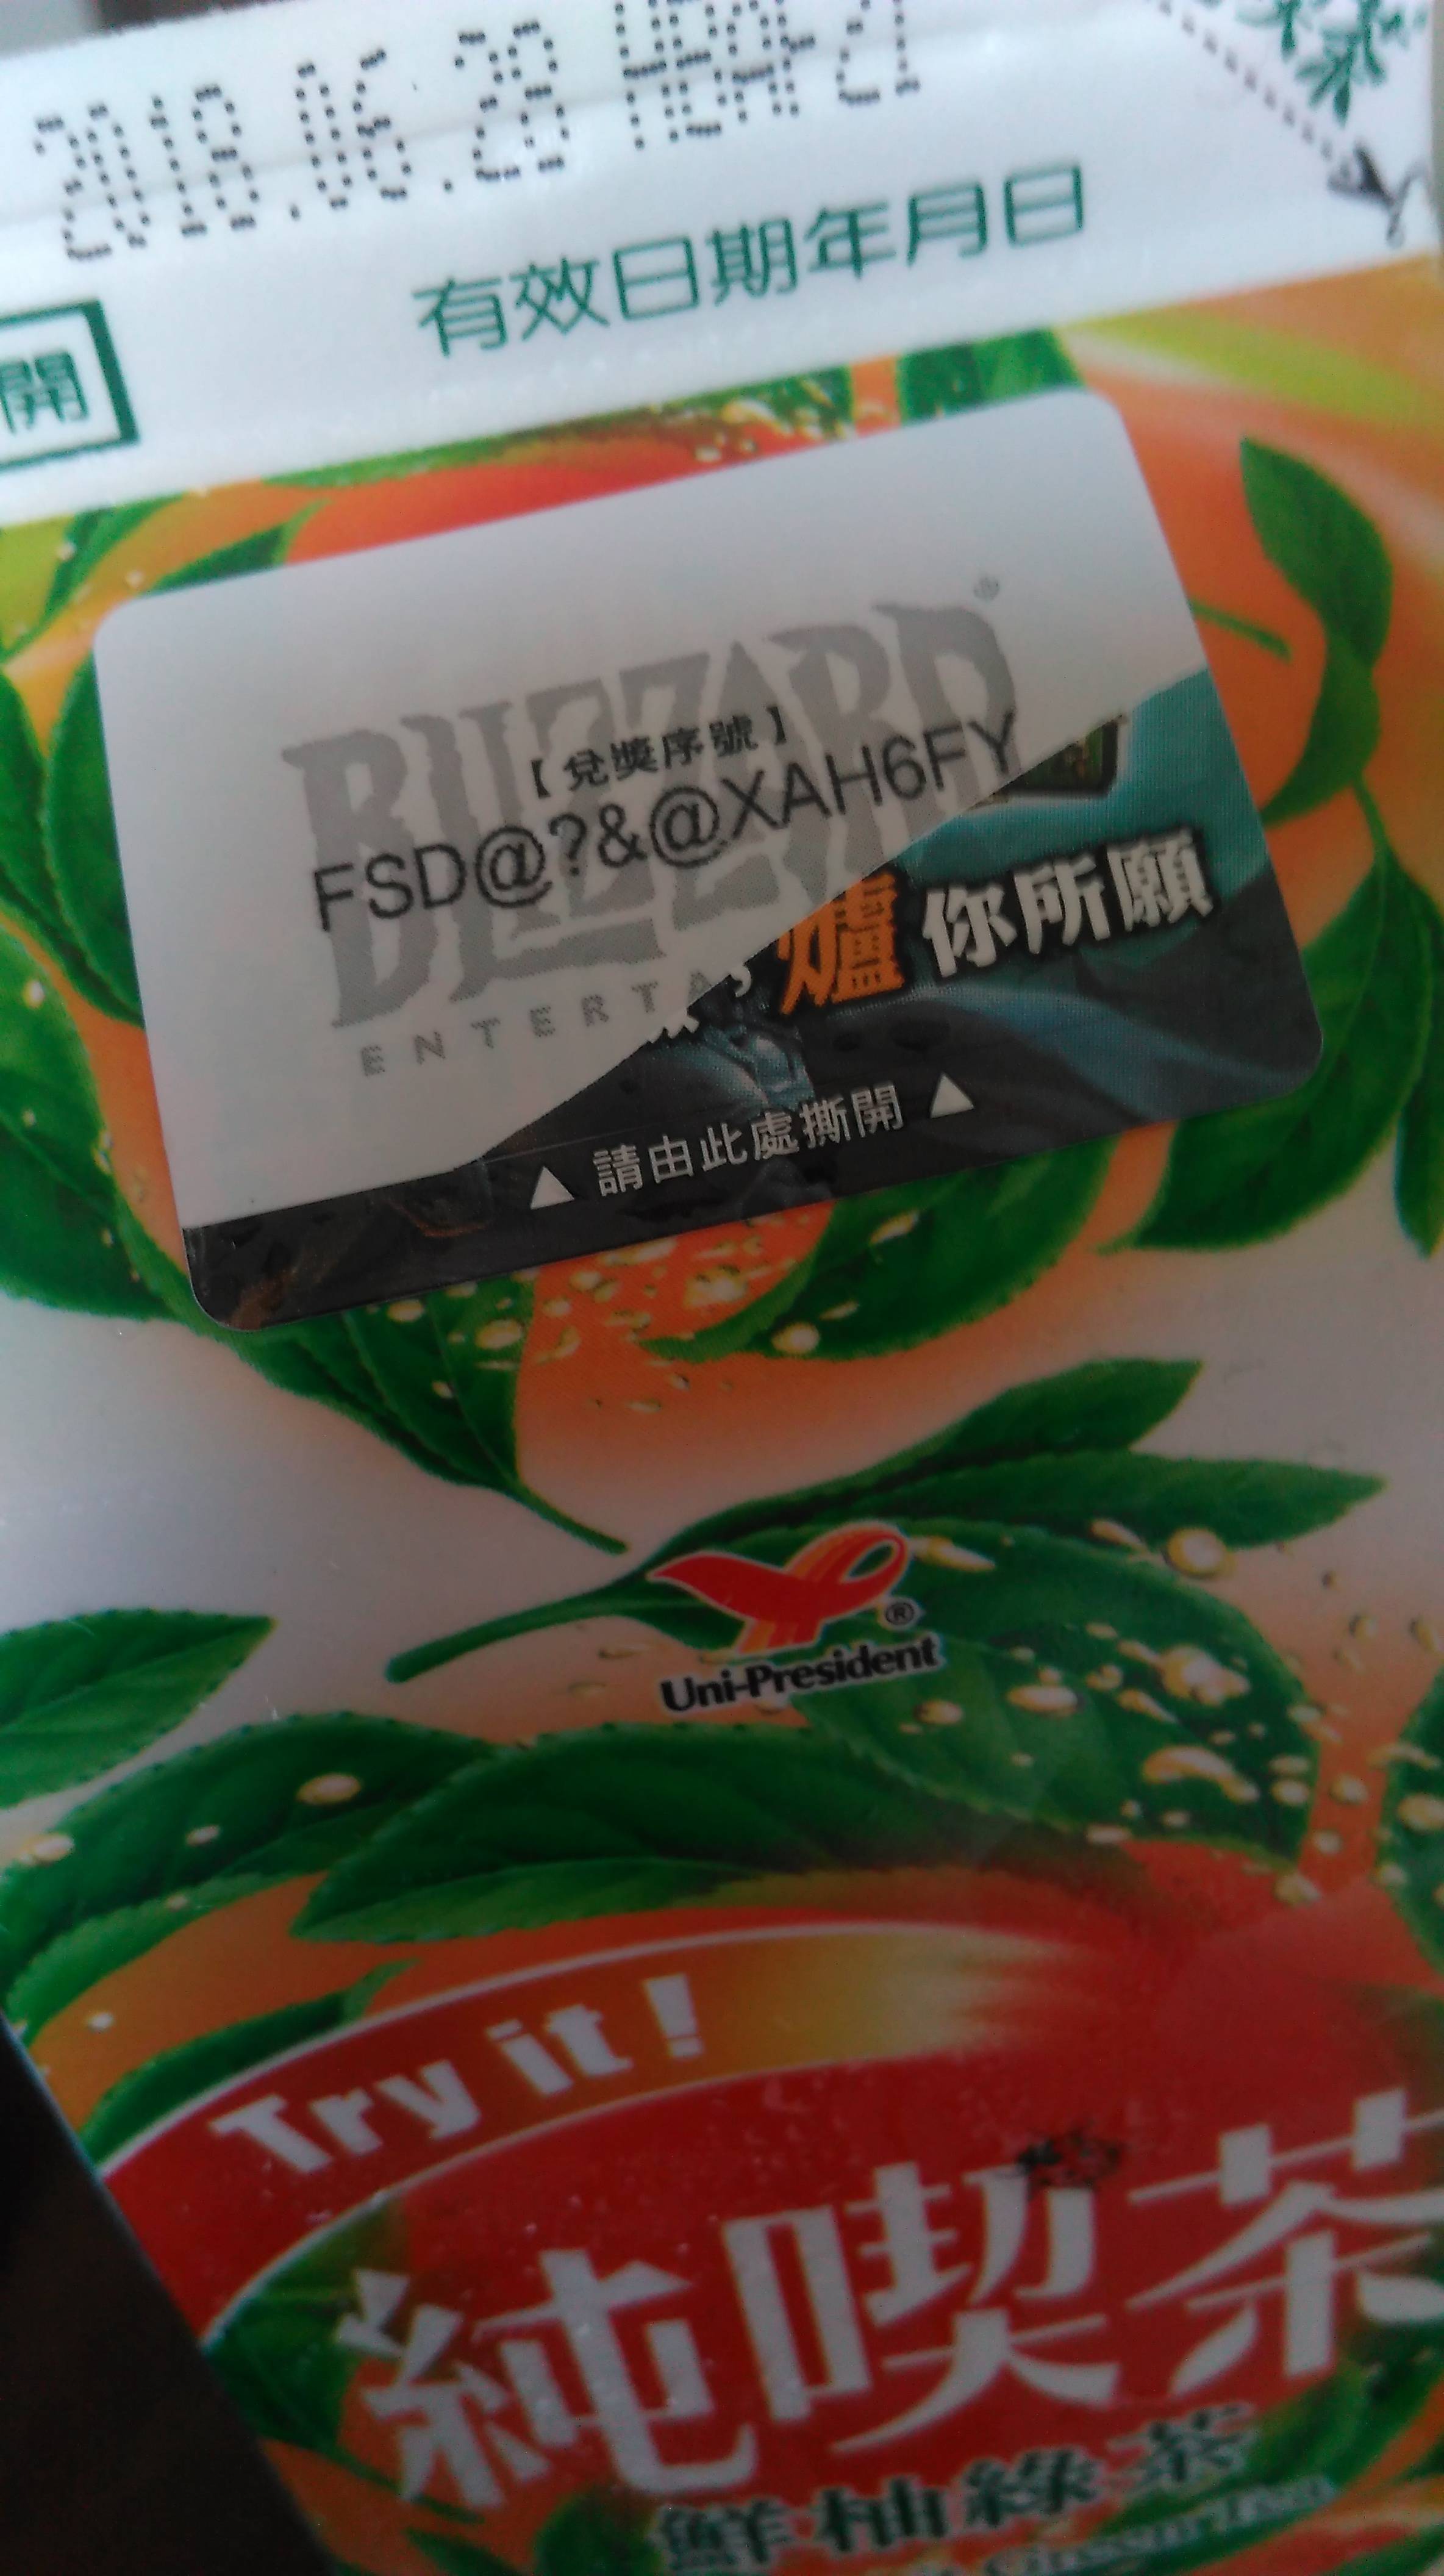 2018.06.28
有效日期年月日
開
BLIZZARD®
【兌獎序號】
FSD@?&@XAH6FY
ENTERTA
，爐你所願
▲ 請由此處撕開 ▲
®
Uni-President
Try it!
純喫茶
鮮柚綠茶